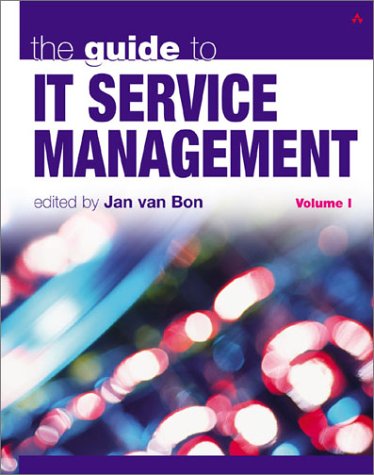 the guide to
IT SERVICE
MANAGEMENT
edited by Jan van Bon
Volume I